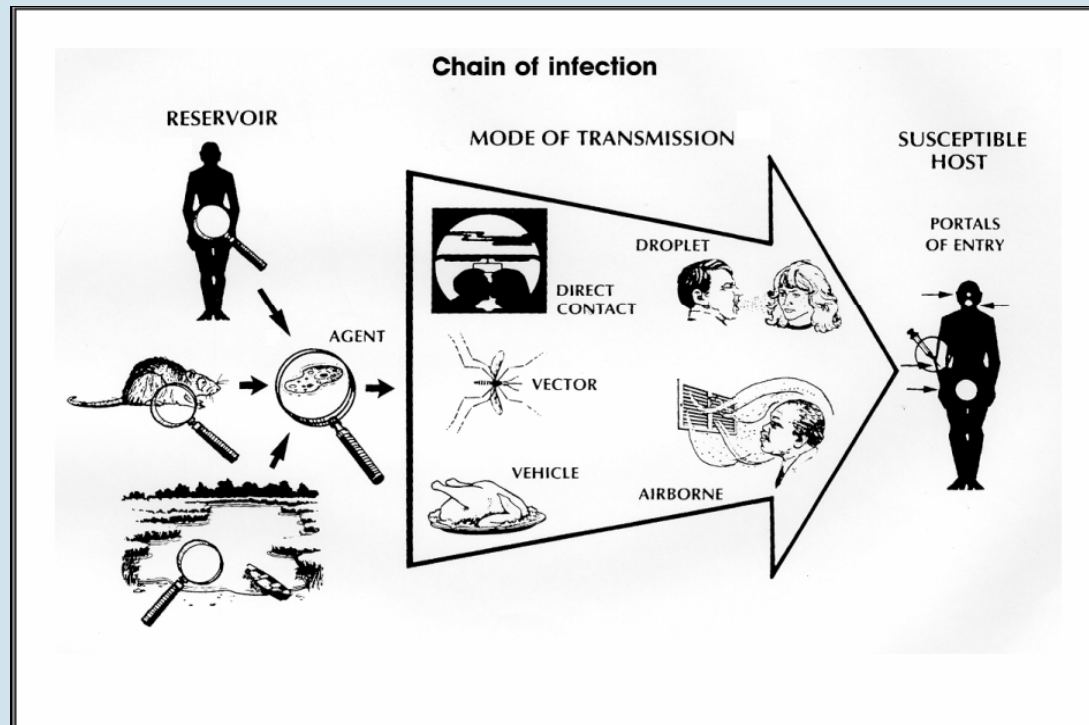 Chain of infection
RESERVOIR
MODE OF TRANSMISSION
SUSCEPTIBLE
HOST
PORTALS
OF ENTRY
DROPLET
DIRECT
CONTACT
AGENT
VECTOR
VEHICLE
AIRBORNE